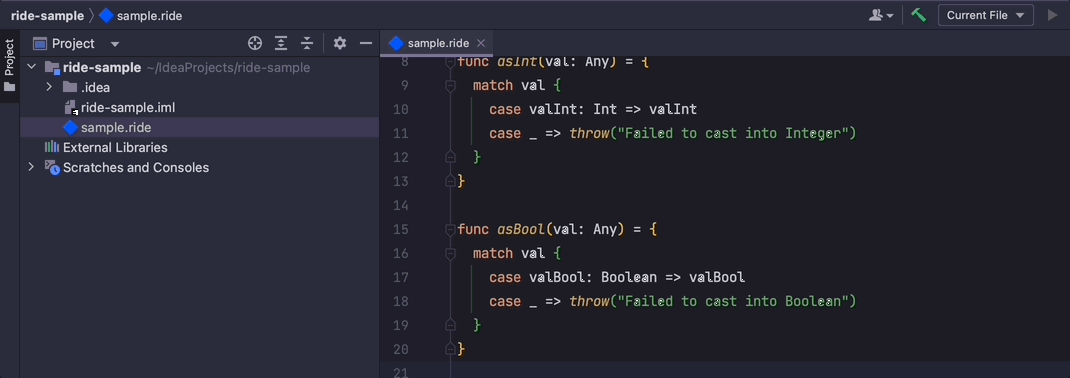 ride-sample sample.ride
Current File
Project
Project
sample.ride
ride-sample ~/IdeaProjects/ride-sample
.idea
ride-sample.iml
sample.ride
External Libraries
Scratches and Consoles
8 func asInt(val: Any) = {
9 match val {
10 case valInt: Int => valInt
11 case _ => throw("Failed to cast into Integer")
12 }
13 }
14
15 func asBool(val: Any) = {
16 match val {
17 case valBool: Boolean => valBool
18 case _ => throw("Failed to cast into Boolean")
19 }
20 }
21